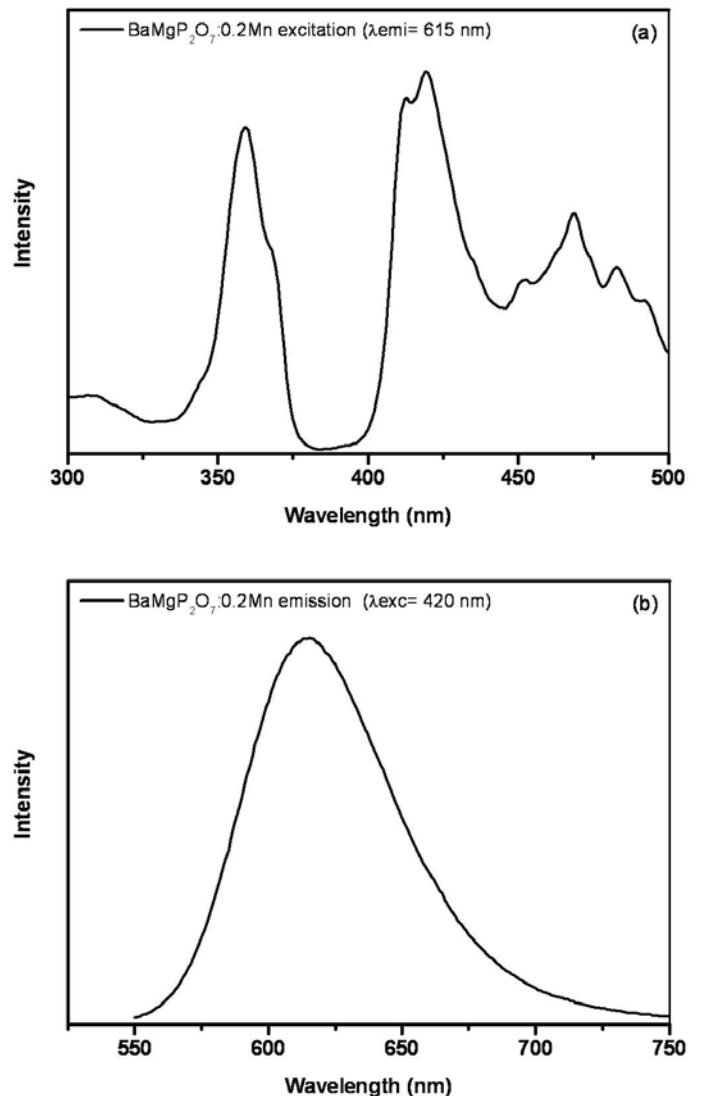 BaMgP₂O₇:0.2Mn excitation (λemi= 615 nm)
(a)
Intensity
300 350 400 450 500
Wavelength (nm)
BaMgP₂O₇:0.2Mn emission (λexc= 420 nm)
(b)
Intensity
550 600 650 700 750
Wavelength (nm)